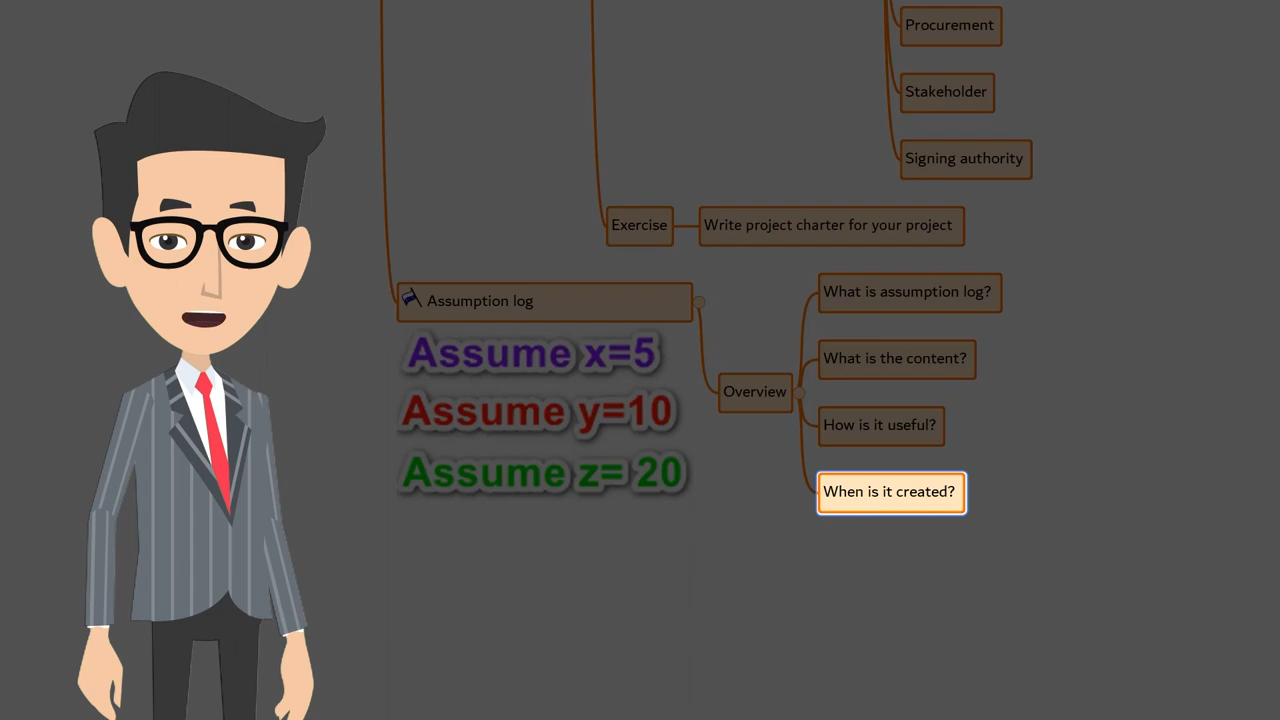 Procurement
Stakeholder
Signing authority
Exercise
Write project charter for your project
Assumption log
Assume x=5
Assume y=10
Assume z= 20
Overview
What is assumption log?
What is the content?
How is it useful?
When is it created?